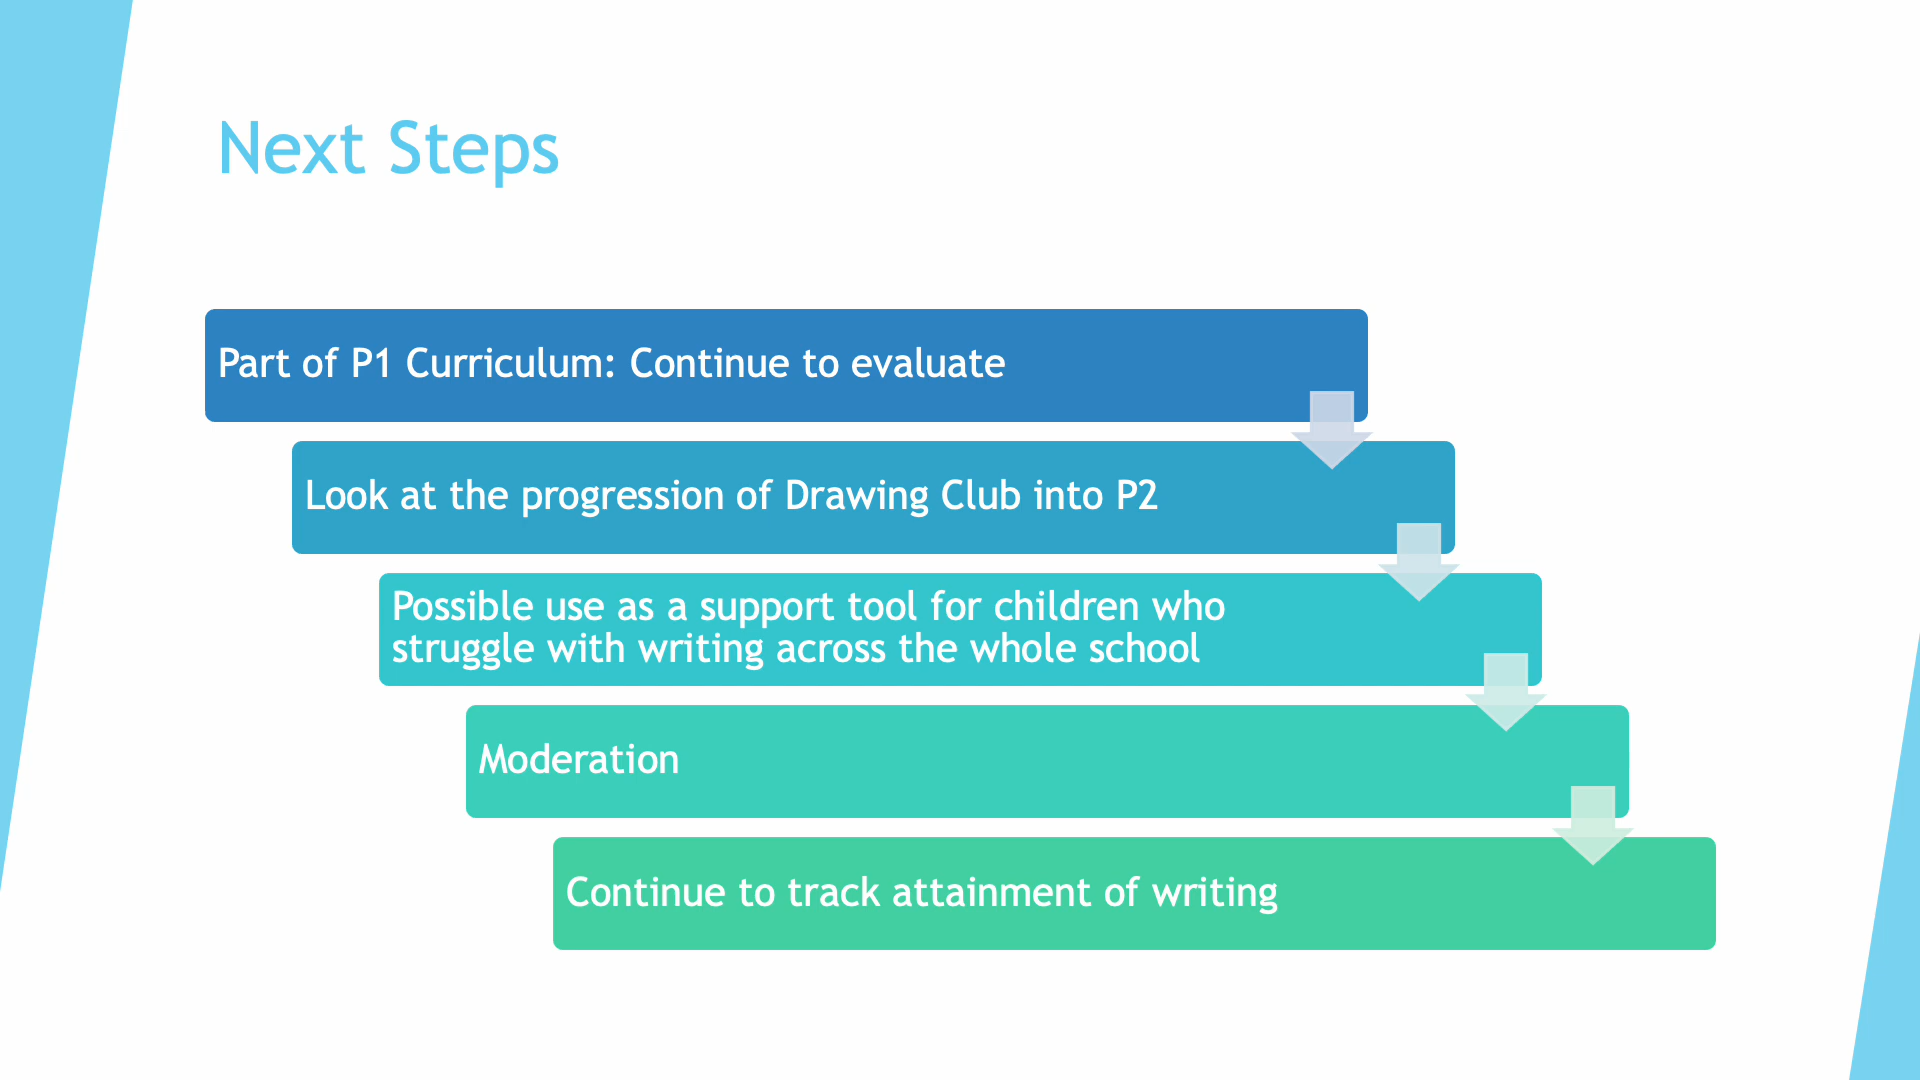 Next Steps
Part of P1 Curriculum: Continue to evaluate
Look at the progression of Drawing Club into P2
Possible use as a support tool for children who
struggle with writing across the whole school
Moderation
Continue to track attainment of writing